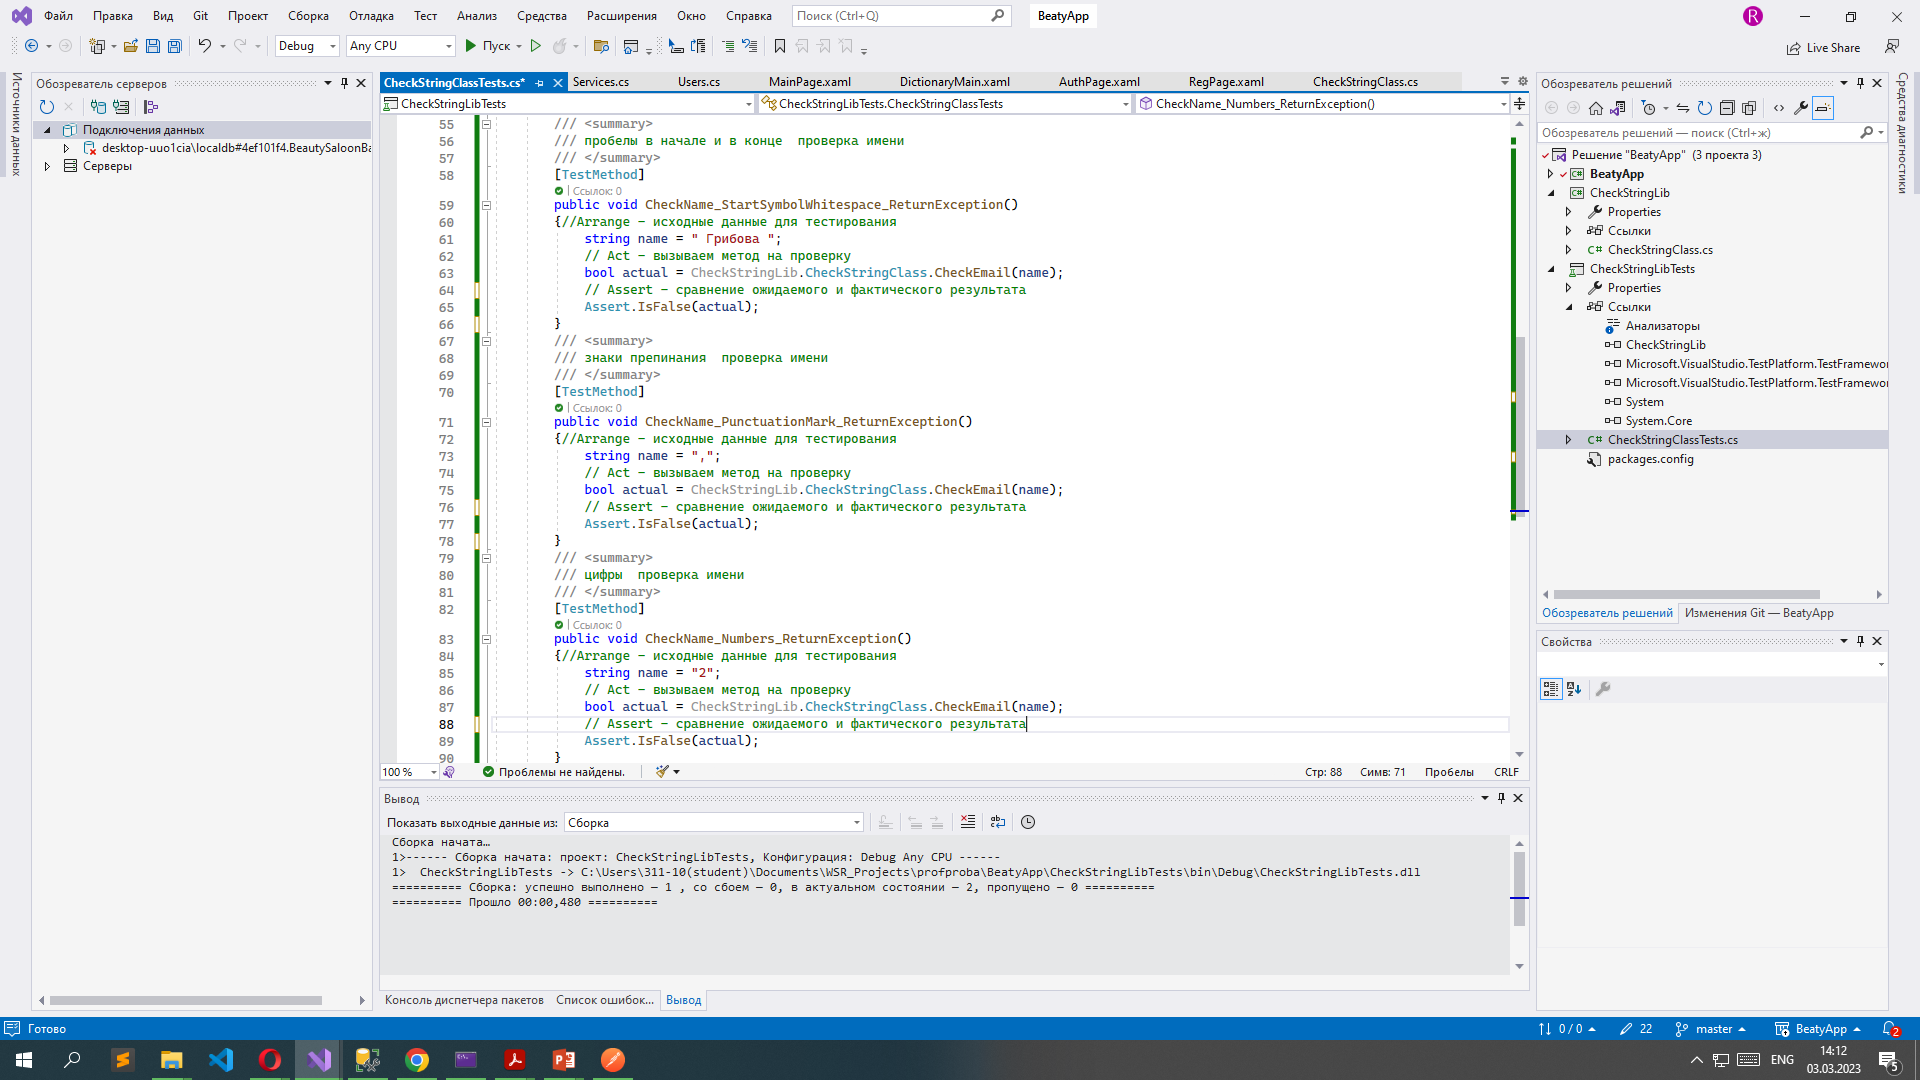 Файл Правка Вид Git Проект Сборка Отладка Тест Анализ Средства Расширения Окно Справка Поиск (Ctrl+Q) BeatyApp R
Debug Any CPU Пуск Live Share
Источники данных
Обозреватель серверов
Подключения данных
desktop-uuo1cia\localdb#4ef101f4.BeautySaloonBa
Серверы
CheckStringClassTests.cs* Services.cs Users.cs MainPage.xaml DictionaryMain.xaml AuthPage.xaml RegPage.xaml CheckStringClass.cs
CheckStringLibTests CheckStringLibTests.CheckStringClassTests CheckName_Numbers_ReturnException()
55 /// <summary>
56 /// пробелы в начале и в конце  проверка имени
57 /// </summary>
58 [TestMethod]
| Ссылок: 0
59 public void CheckName_StartSymbolWhitespace_ReturnException()
60 {//Arrange – исходные данные для тестирования
61 string name = " Грибова ";
62 // Act – вызываем метод на проверку
63 bool actual = CheckStringLib.CheckStringClass.CheckEmail(name);
64 // Assert – сравнение ожидаемого и фактического результата
65 Assert.IsFalse(actual);
66 }
67 /// <summary>
68 /// знаки препинания  проверка имени
69 /// </summary>
70 [TestMethod]
| Ссылок: 0
71 public void CheckName_PunctuationMark_ReturnException()
72 {//Arrange – исходные данные для тестирования
73 string name = ",";
74 // Act – вызываем метод на проверку
75 bool actual = CheckStringLib.CheckStringClass.CheckEmail(name);
76 // Assert – сравнение ожидаемого и фактического результата
77 Assert.IsFalse(actual);
78 }
79 /// <summary>
80 /// цифры  проверка имени
81 /// </summary>
82 [TestMethod]
| Ссылок: 0
83 public void CheckName_Numbers_ReturnException()
84 {//Arrange – исходные данные для тестирования
85 string name = "2";
86 // Act – вызываем метод на проверку
87 bool actual = CheckStringLib.CheckStringClass.CheckEmail(name);
88 // Assert – сравнение ожидаемого и фактического результата
89 Assert.IsFalse(actual);
90 }
100 % Проблемы не найдены. Стр: 88 Симв: 71 Пробелы CRLF
Вывод
Показать выходные данные из: Сборка
Сборка начата…
1>------ Сборка начата: проект: CheckStringLibTests, Конфигурация: Debug Any CPU ------
1>  CheckStringLibTests -> C:\Users\311-10(student)\Documents\WSR_Projects\profproba\BeatyApp\CheckStringLibTests\bin\Debug\CheckStringLibTests.dll
========== Сборка: успешно выполнено – 1 , со сбоем – 0, в актуальном состоянии – 2, пропущено – 0 ==========
========== Прошло 00:00,480 ==========
Консоль диспетчера пакетов Список ошибок... Вывод
Обозреватель решений
Обозреватель решений — поиск (Ctrl+ж)
Решение "BeatyApp" (3 проекта 3)
BeatyApp
CheckStringLib
Properties
Ссылки
CheckStringClass.cs
CheckStringLibTests
Properties
Ссылки
Анализаторы
CheckStringLib
Microsoft.VisualStudio.TestPlatform.TestFramewor
Microsoft.VisualStudio.TestPlatform.TestFramewor
System
System.Core
CheckStringClassTests.cs
packages.config
Обозреватель решений Изменения Git — BeatyApp
Свойства
Средства диагностики
Готово 0 / 0 22 master BeatyApp 2
ENG 14:12
03.03.2023 5